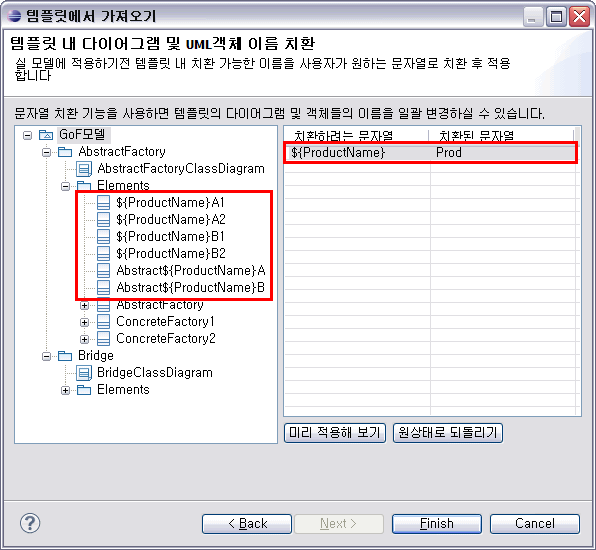 템플릿에서 가져오기
템플릿 내 다이어그램 및 UML객체 이름 치환
실 모델에 적용하기전 템플릿 내 치환 가능한 이름을 사용자가 원하는 문자열로 치환 후 적용
합니다
문자열 치환 기능을 사용하면 템플릿의 다이어그램 및 객체들의 이름을 일괄 변경하실 수 있습니다.
GoF모델
AbstractFactory
AbstractFactoryClassDiagram
Elements
${ProductName}A1
${ProductName}A2
${ProductName}B1
${ProductName}B2
Abstract${ProductName}A
Abstract${ProductName}B
AbstractFactory
ConcreteFactory1
ConcreteFactory2
Bridge
BridgeClassDiagram
Elements
치환하려는 문자열 치환된 문자열
${ProductName} Prod
미리 적용해 보기 원상태로 되돌리기
? < Back Next > Finish Cancel